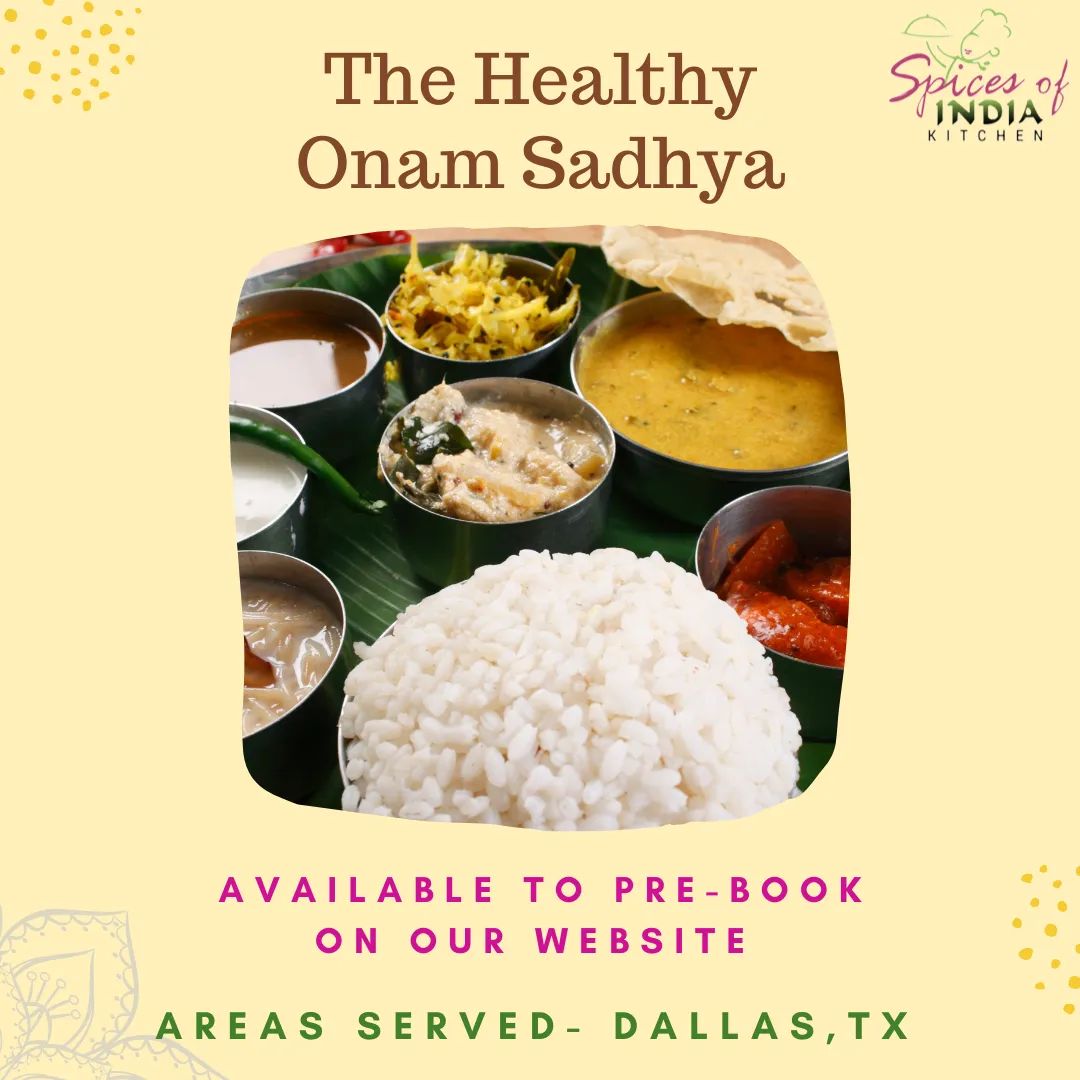 The Healthy
Onam Sadhya
Spices of
INDIA
KITCHEN
AVAILABLE TO PRE-BOOK
ON OUR WEBSITE
AREAS SERVED- DALLAS,TX